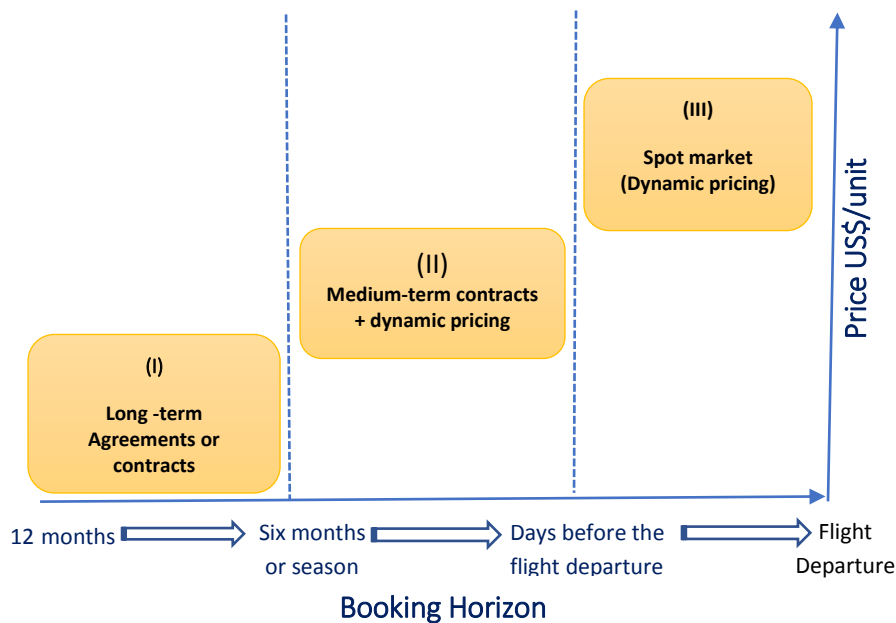 (III)
Spot market
(Dynamic pricing)
(II)
Medium-term contracts
+ dynamic pricing
(I)
Long -term
Agreements or
contracts
Price US$/unit
12 months
Six months
or season
Days before the
flight departure
Flight
Departure
Booking Horizon